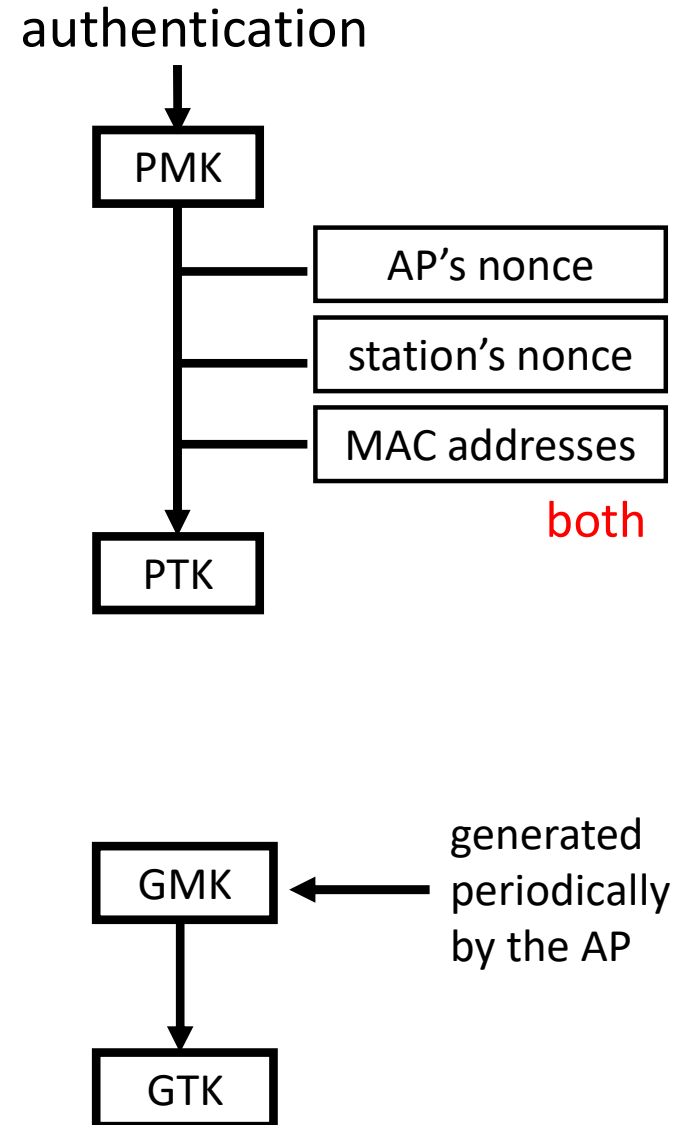 authentication
PMK
AP’s nonce
station’s nonce
MAC addresses
both
PTK
generated
GMK
periodically
by the AP
GTK